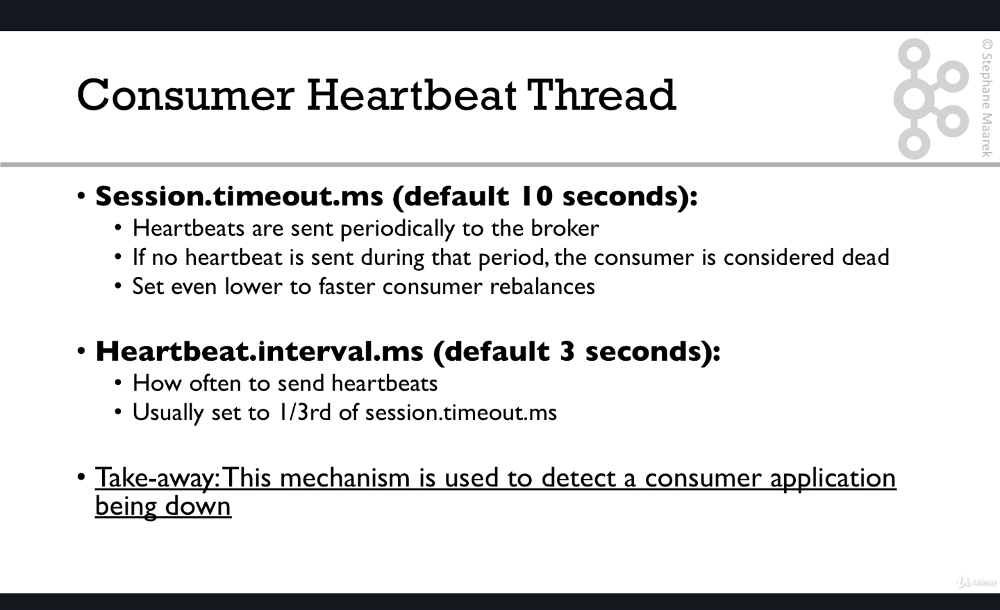 Consumer Heartbeat Thread
© Stephane Maarek
• Session.timeout.ms (default 10 seconds):
• Heartbeats are sent periodically to the broker
• If no heartbeat is sent during that period, the consumer is considered dead
• Set even lower to faster consumer rebalances
• Heartbeat.interval.ms (default 3 seconds):
• How often to send heartbeats
• Usually set to 1/3rd of session.timeout.ms
• Take-away: This mechanism is used to detect a consumer application
being down
Udemy